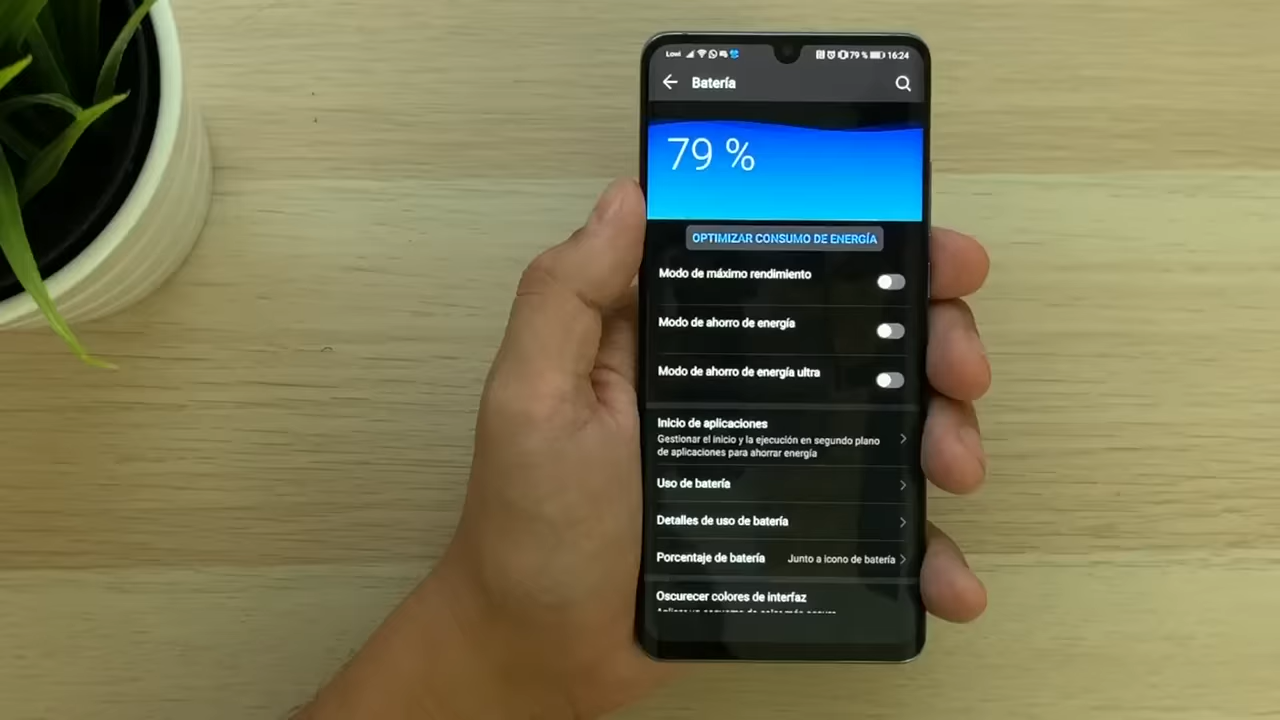 Lowi 79 % 16:24
Batería
79 %
OPTIMIZAR CONSUMO DE ENERGÍA
Modo de máximo rendimiento
Modo de ahorro de energía
Modo de ahorro de energía ultra
Inicio de aplicaciones
Gestionar el inicio y la ejecución en segundo plano
de aplicaciones para ahorrar energía
Uso de batería
Detalles de uso de batería
Porcentaje de batería Junto a icono de batería
Oscurecer colores de interfaz